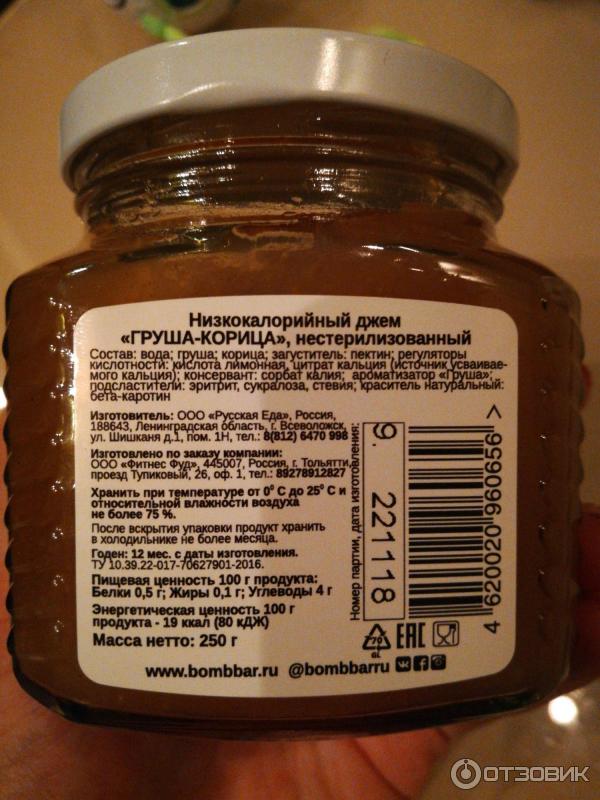 Низкокалорийный джем
«ГРУША-КОРИЦА», нестерилизованный
Состав: вода; груша; корица; загуститель: пектин; регуляторы
кислотности: кислота лимонная, цитрат кальция (источник усваивае-
мого кальция); консервант: сорбат калия; ароматизатор «Груша»;
подсластители: эритрит, сукралоза, стевия; краситель натуральный:
бета-каротин
Изготовитель: ООО «Русская Еда», Россия,
188643, Ленинградская область, г. Всеволожск,
ул. Шишканя д.1, пом. 1Н, тел.: 8(812) 6470 998
Изготовлено по заказу компании:
ООО «Фитнес Фуд», 445007, Россия, г. Тольятти,
проезд Тупиковый, 26, оф. 1, тел.: 89278912827
Хранить при температуре от 0° С до 25° С и
относительной влажности воздуха
не более 75 %.
После вскрытия упаковки продукт хранить
в холодильнике не более месяца.
Годен: 12 мес. с даты изготовления.
ТУ 10.39.22-017-70627901-2016.
Пищевая ценность 100 г продукта:
Белки 0,5 г; Жиры 0,1 г; Углеводы 4 г
Энергетическая ценность 100 г
продукта - 19 ккал (80 кДЖ)
Масса нетто: 250 г
Номер партии, дата изготовления:
9. 221118
4 620020 960656 >
70
GL
EAC
www.bombbar.ru @bombbarru
ОТЗОВИК